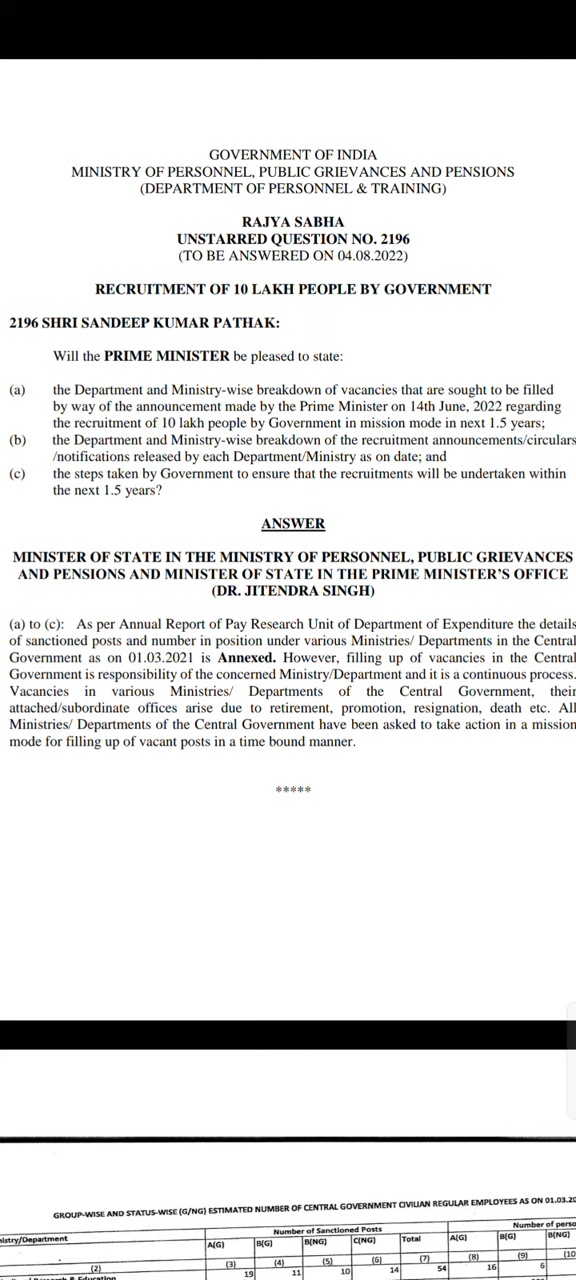 GOVERNMENT OF INDIA
MINISTRY OF PERSONNEL, PUBLIC GRIEVANCES AND PENSIONS
(DEPARTMENT OF PERSONNEL & TRAINING)
RAJYA SABHA
UNSTARRED QUESTION NO. 2196
(TO BE ANSWERED ON 04.08.2022)
RECRUITMENT OF 10 LAKH PEOPLE BY GOVERNMENT
2196 SHRI SANDEEP KUMAR PATHAK:
Will the PRIME MINISTER be pleased to state:
(a) the Department and Ministry-wise breakdown of vacancies that are sought to be filled
by way of the announcement made by the Prime Minister on 14th June, 2022 regarding
the recruitment of 10 lakh people by Government in mission mode in next 1.5 years;
(b) the Department and Ministry-wise breakdown of the recruitment announcements/circulars
/notifications released by each Department/Ministry as on date; and
(c) the steps taken by Government to ensure that the recruitments will be undertaken within
the next 1.5 years?
ANSWER
MINISTER OF STATE IN THE MINISTRY OF PERSONNEL, PUBLIC GRIEVANCES
AND PENSIONS AND MINISTER OF STATE IN THE PRIME MINISTER'S OFFICE
(DR. JITENDRA SINGH)
(a) to (c): As per Annual Report of Pay Research Unit of Department of Expenditure the details
of sanctioned posts and number in position under various Ministries/ Departments in the Central
Government as on 01.03.2021 is Annexed. However, filling up of vacancies in the Central
Government is responsibility of the concerned Ministry/Department and it is a continuous process.
Vacancies in various Ministries/ Departments of the Central Government, their
attached/subordinate offices arise due to retirement, promotion, resignation, death etc. All
Ministries/ Departments of the Central Government have been asked to take action in a mission
mode for filling up of vacant posts in a time bound manner.
*****
GROUP-WISE AND STATUS-WISE (G/NG) ESTIMATED NUMBER OF CENTRAL GOVERNMENT CIVILIAN REGULAR EMPLOYEES AS ON 01.03.20
nistry/Department Number of Sanctioned Posts Number of perso
A(G) B(G) B(NG) C(NG) Total A(G) B(G) B(NG)
(2) (3) (4) (5) (6) (7) (8) (9) (10
& Education 19 11 10 14 54 16 6